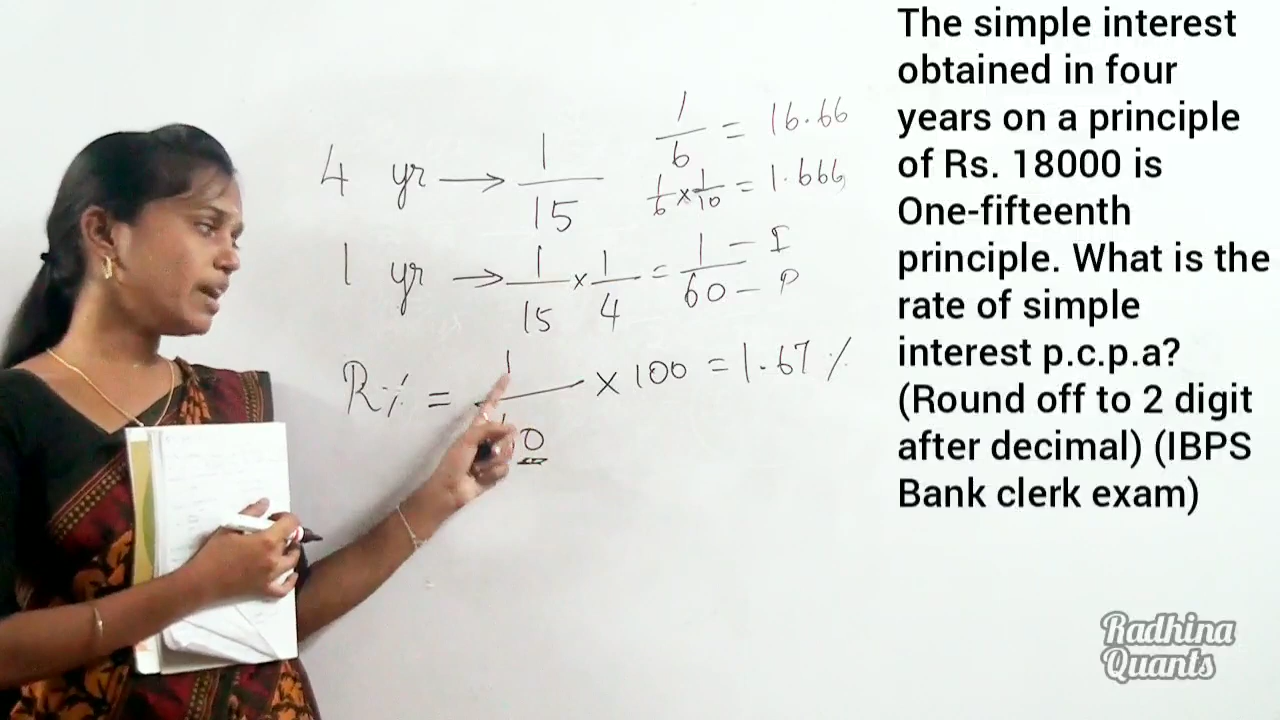 4 yr → 1/15
1/6 = 16.66
1/6 × 1/10 = 1.666
1 yr → 1/15 × 1/4 = 1/60 – I – P
R% = 1/60 × 100 = 1.67 %
The simple interest
obtained in four
years on a principle
of Rs. 18000 is
One-fifteenth
principle. What is the
rate of simple
interest p.c.p.a?
(Round off to 2 digit
after decimal) (IBPS
Bank clerk exam)
Radhina
Quants